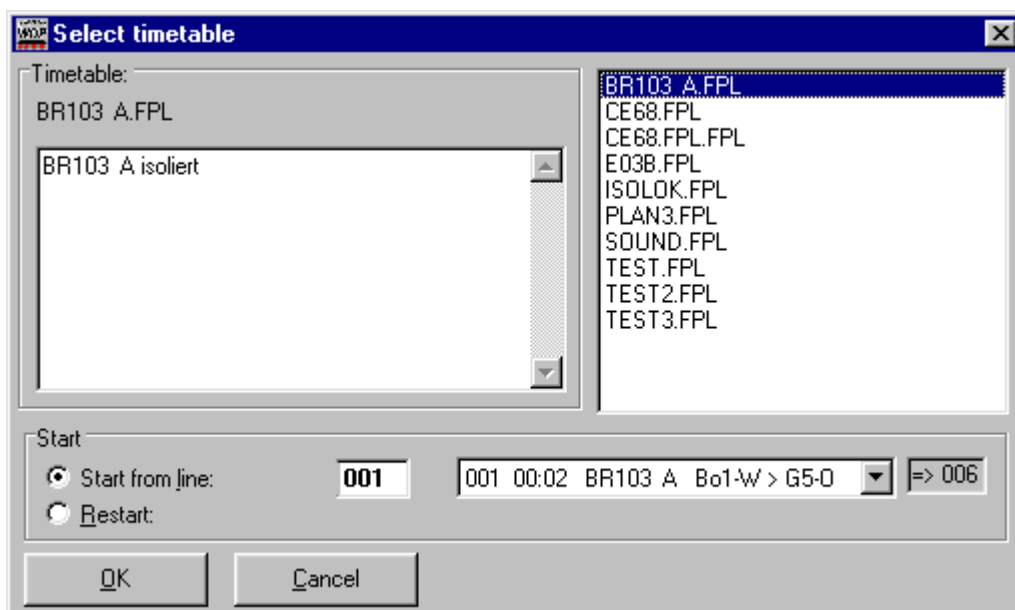 Select timetable
Timetable:
BR103 A.FPL
BR103 A isoliert
BR103 A.FPL
CE68.FPL
CE68.FPL.FPL
E03B.FPL
ISOLOK.FPL
PLAN3.FPL
SOUND.FPL
TEST.FPL
TEST2.FPL
TEST3.FPL
Start
Start from line: 001 001 00:02 BR103 A Bo1-W > G5-O => 006
Restart:
OK Cancel